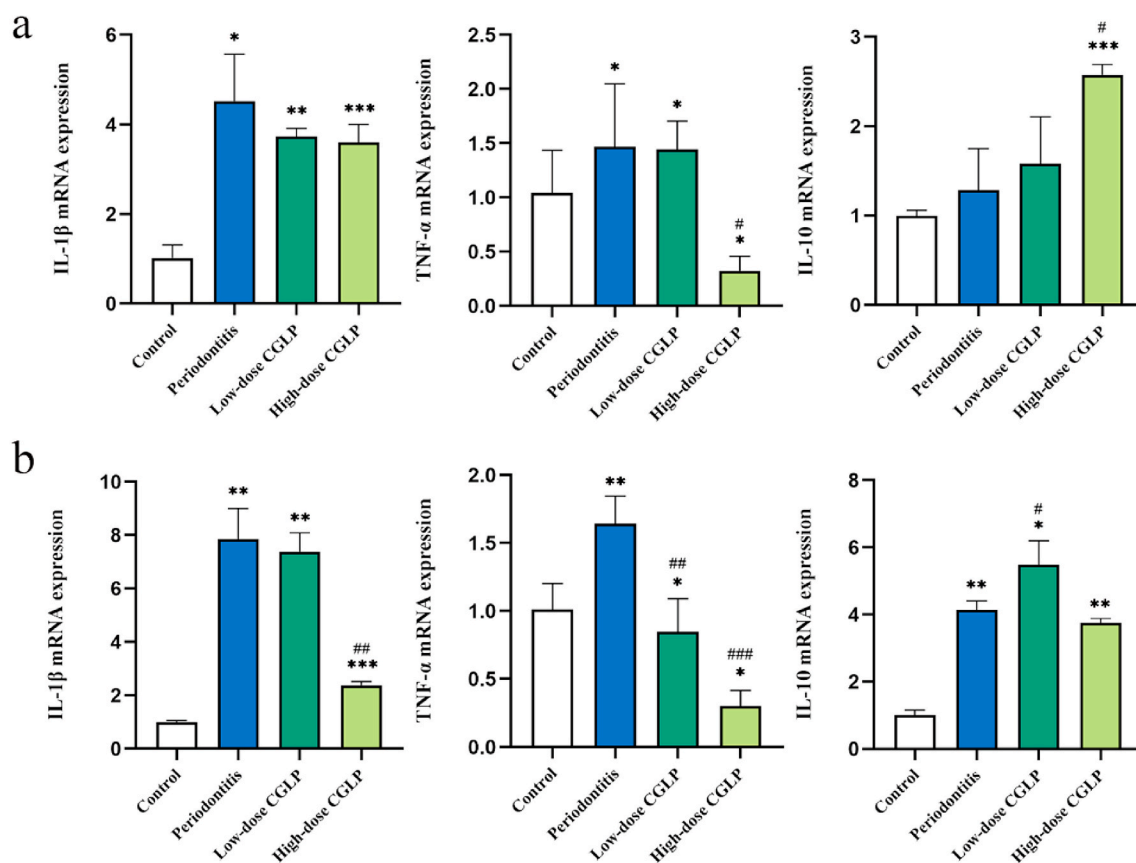 a
IL-1β mRNA expression
6
4
2
0
*
**
***
Control
Periodontitis
Low-dose CGLP
High-dose CGLP
TNF-α mRNA expression
2.5
2.0
1.5
1.0
0.5
0.0
*
*
#
*
Control
Periodontitis
Low-dose CGLP
High-dose CGLP
IL-10 mRNA expression
3
2
1
0
#
***
Control
Periodontitis
Low-dose CGLP
High-dose CGLP
b
IL-1β mRNA expression
10
8
6
4
2
0
**
**
##
***
Control
Periodontitis
Low-dose CGLP
High-dose CGLP
TNF-α mRNA expression
2.0
1.5
1.0
0.5
0.0
**
##
*
###
*
Control
Periodontitis
Low-dose CGLP
High-dose CGLP
IL-10 mRNA expression
8
6
4
2
0
**
#
*
**
Control
Periodontitis
Low-dose CGLP
High-dose CGLP